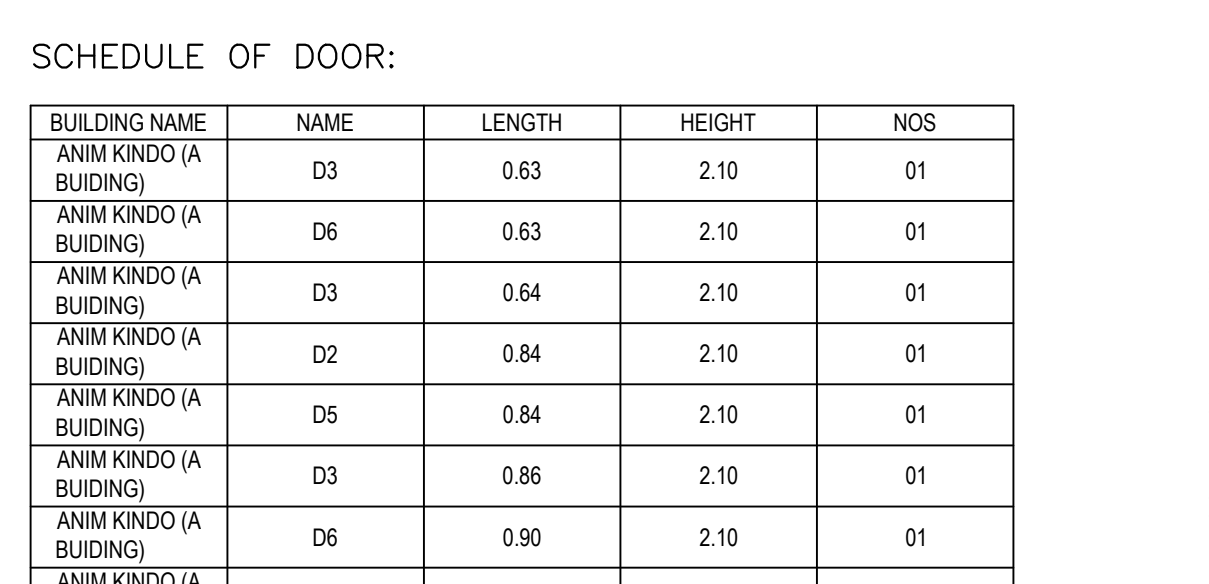 SCHEDULE OF DOOR:
BUILDING NAME NAME LENGTH HEIGHT NOS
ANIM KINDO (A
BUIDING) D3 0.63 2.10 01
ANIM KINDO (A
BUIDING) D6 0.63 2.10 01
ANIM KINDO (A
BUIDING) D3 0.64 2.10 01
ANIM KINDO (A
BUIDING) D2 0.84 2.10 01
ANIM KINDO (A
BUIDING) D5 0.84 2.10 01
ANIM KINDO (A
BUIDING) D3 0.86 2.10 01
ANIM KINDO (A
BUIDING) D6 0.90 2.10 01
ANIM KINDO (A